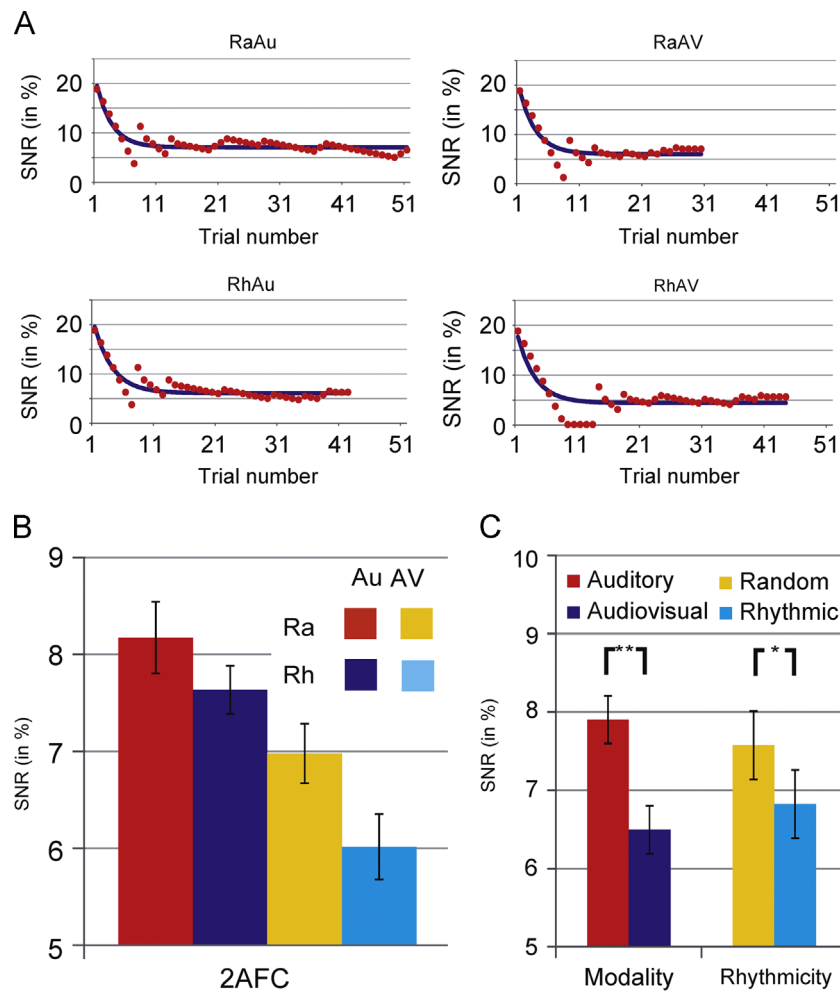 A
RaAu
SNR (in %)
20
10
0
1 11 21 31 41 51
Trial number
RaAV
SNR (in %)
20
10
0
1 11 21 31 41 51
Trial number
RhAu
SNR (in %)
20
10
0
1 11 21 31 41 51
Trial number
RhAV
SNR (in %)
20
10
0
1 11 21 31 41 51
Trial number
B
SNR (in %)
9
8
7
6
5
Au AV
Ra
Rh
2AFC
C
SNR (in %)
10
9
8
7
6
5
Auditory
Random
Audiovisual
Rhythmic
**
*
Modality
Rhythmicity